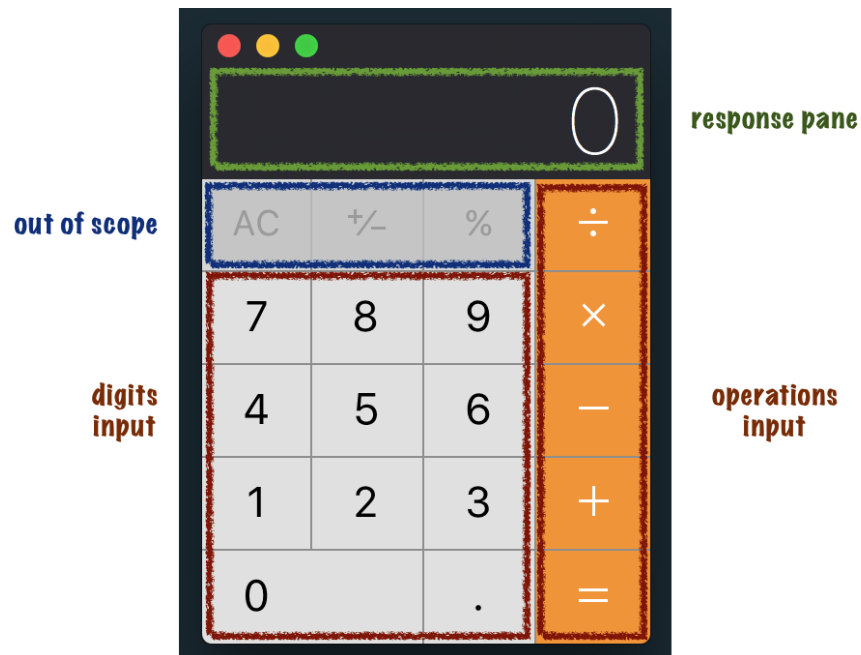 0
response pane
out of scope
AC +/- % ÷
7 8 9 ×
digits
input
4 5 6 −
operations
input
1 2 3 +
0 . =